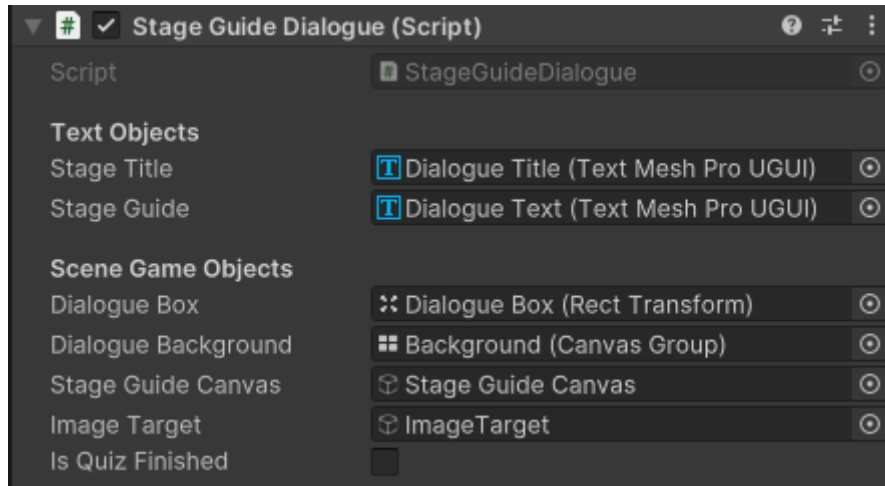 Stage Guide Dialogue (Script)
Script StageGuideDialogue
Text Objects
Stage Title Dialogue Title (Text Mesh Pro UGUI)
Stage Guide Dialogue Text (Text Mesh Pro UGUI)
Scene Game Objects
Dialogue Box Dialogue Box (Rect Transform)
Dialogue Background Background (Canvas Group)
Stage Guide Canvas Stage Guide Canvas
Image Target ImageTarget
Is Quiz Finished